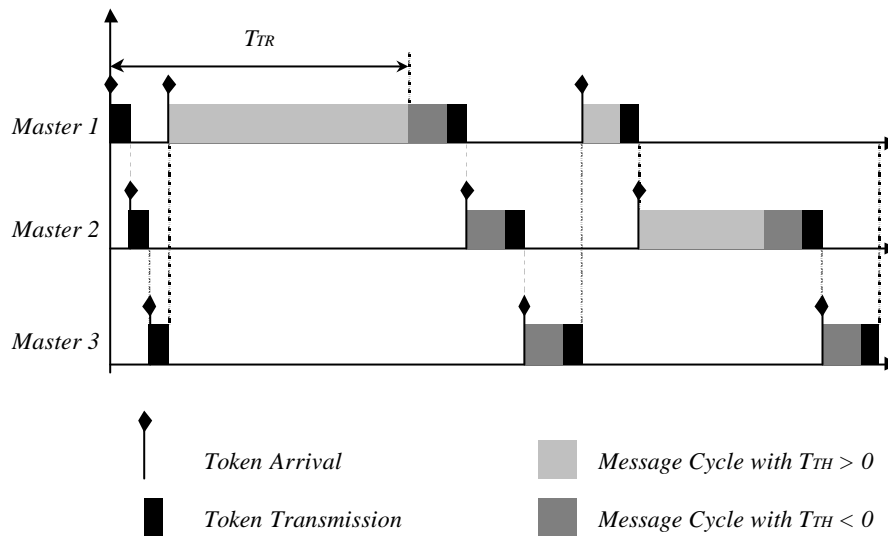 TTR
Master 1
Master 2
Master 3
Token Arrival
Message Cycle with TTH > 0
Token Transmission
Message Cycle with TTH < 0